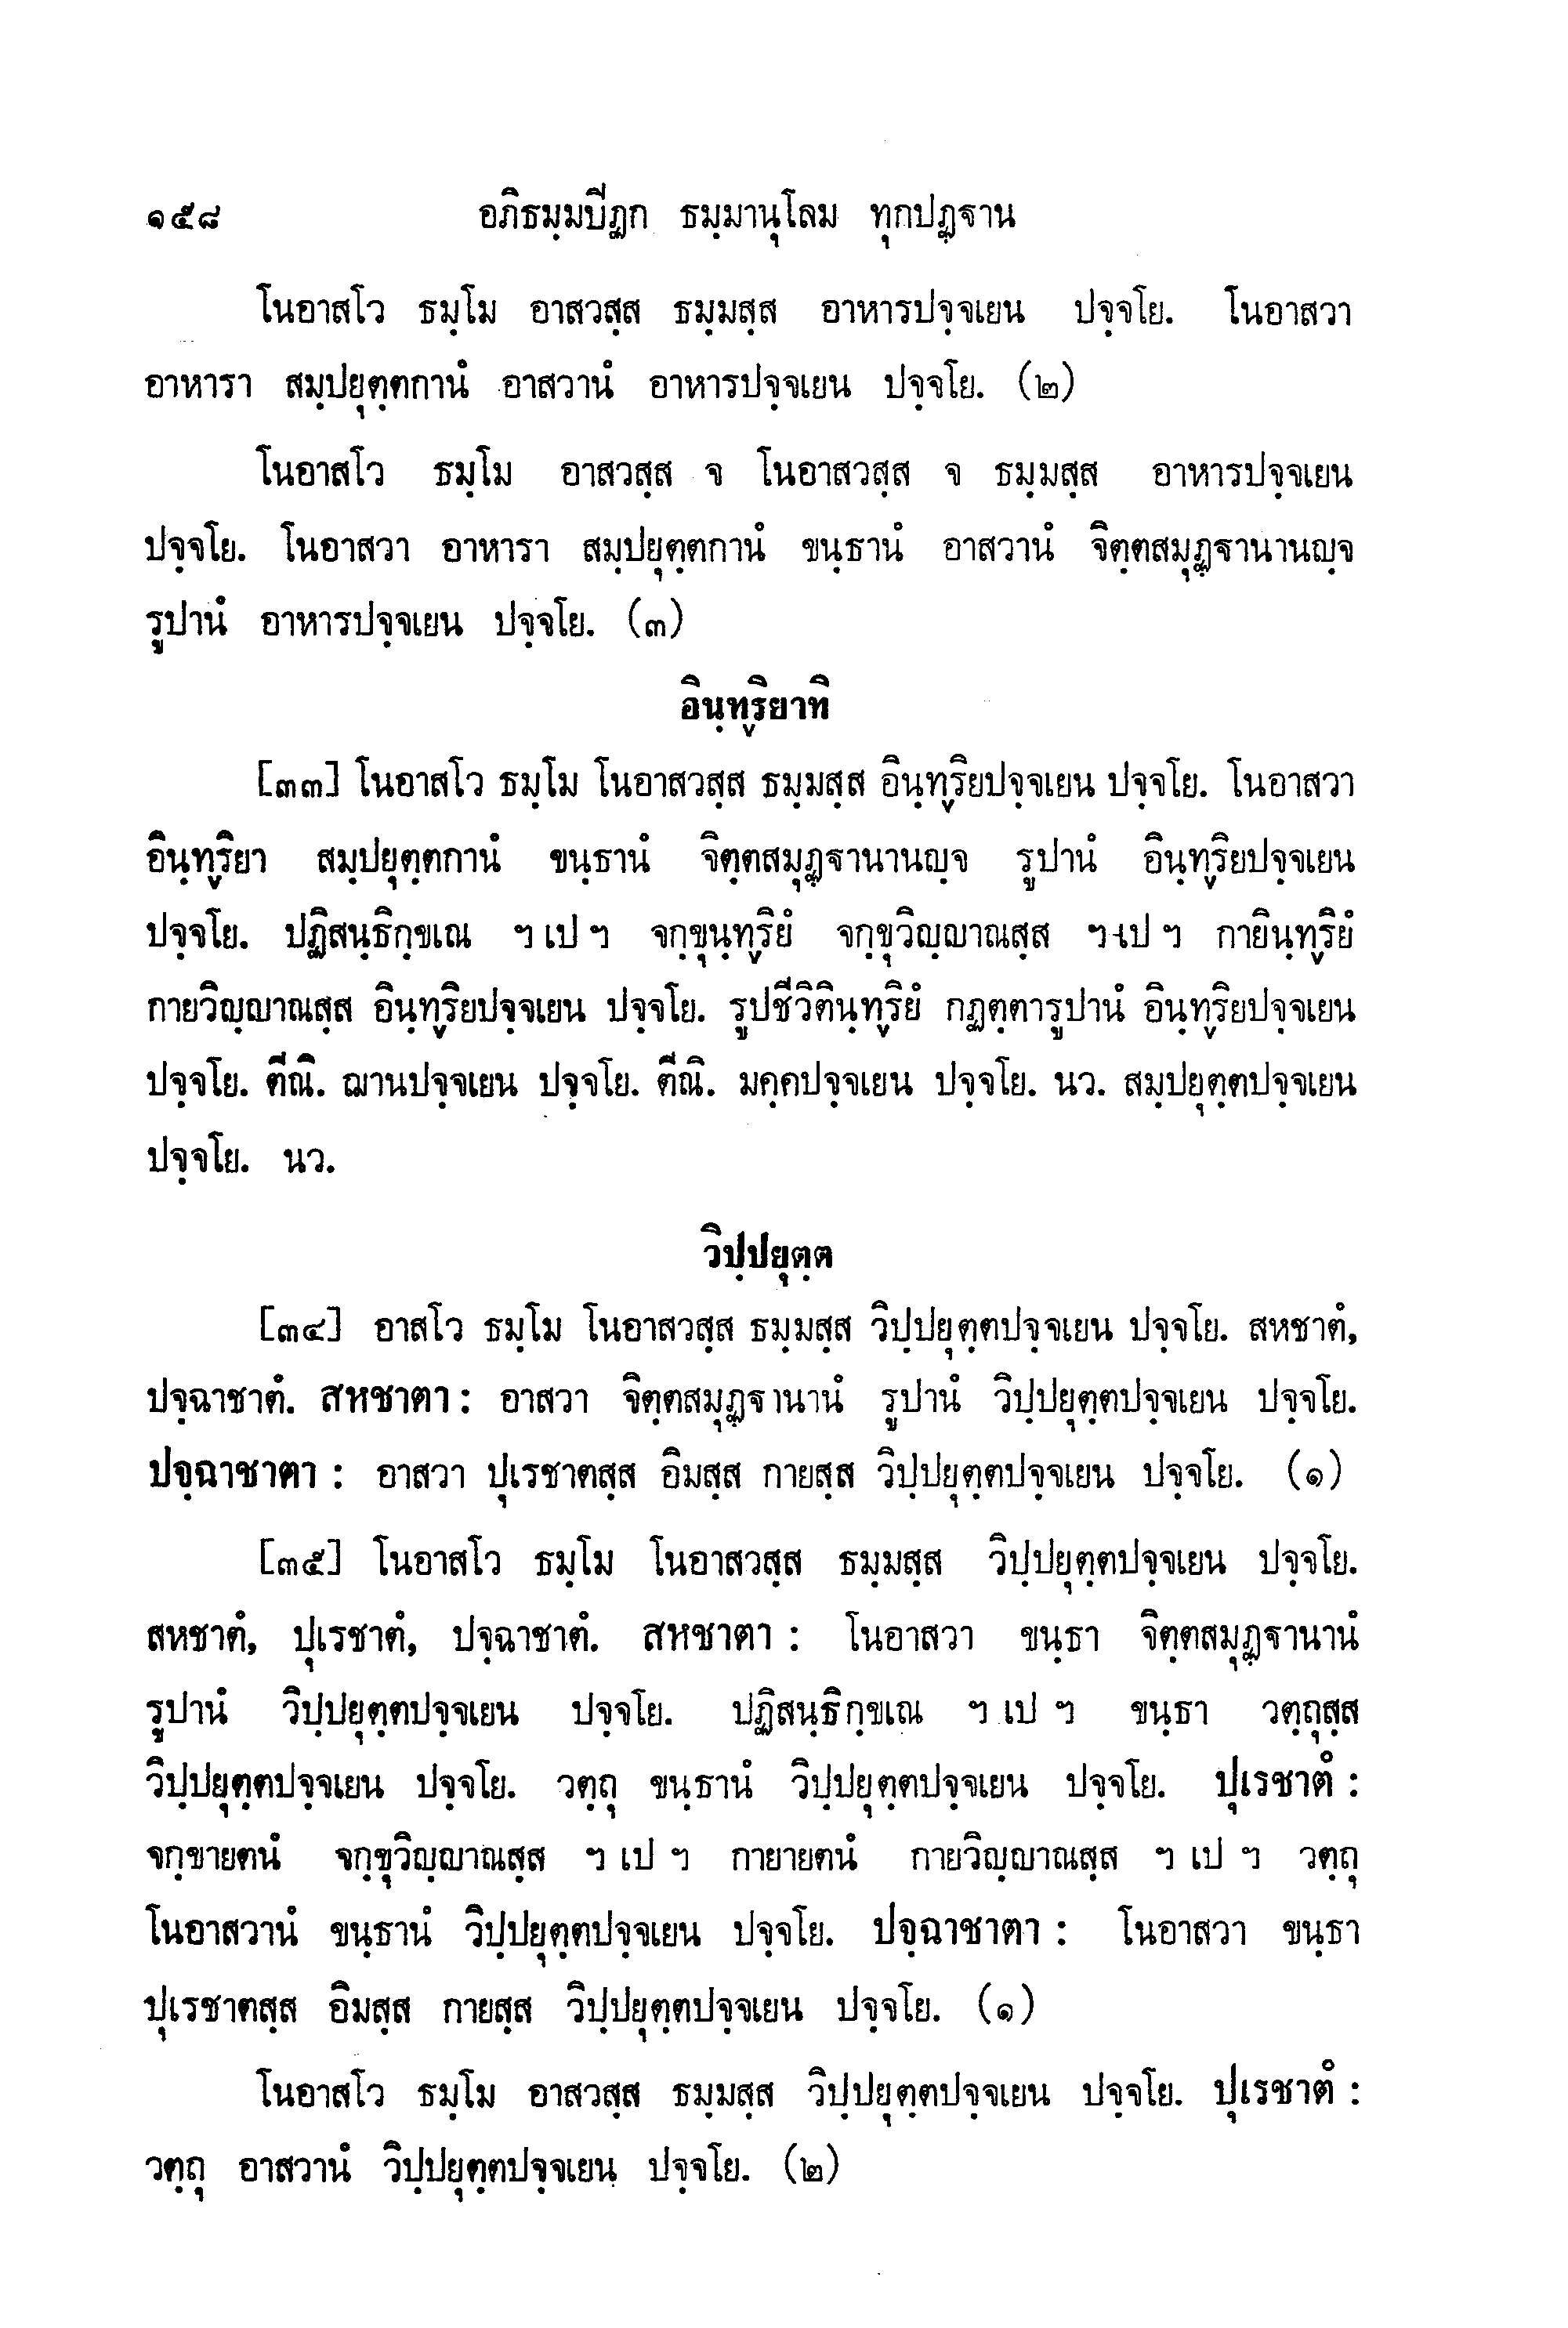 ๑๕๘ อภิธมฺมปิฏก ธมฺมานุโลม ทุกปฏฺฐาน
โนอาสโว ธมฺโม อาสวสฺส ธมฺมสฺส อาหารปจฺจเยน ปจฺจโย. โนอาสวา
อาหารา สมฺปยุตฺตกานํ อาสวานํ อาหารปจฺจเยน ปจฺจโย. (๒)
โนอาสโว ธมฺโม อาสวสฺส จ โนอาสวสฺส จ ธมฺมสฺส อาหารปจฺจเยน
ปจฺจโย. โนอาสวา อาหารา สมฺปยุตฺตกานํ ขนฺธานํ อาสวานํ จิตฺตสมุฏฺฐานานญฺจ
รูปานํ อาหารปจฺจเยน ปจฺจโย. (๓)
อินฺทฺริยาทิ
[๓๓] โนอาสโว ธมฺโม โนอาสวสฺส ธมฺมสฺส อินฺทฺริยปจฺจเยน ปจฺจโย. โนอาสวา
อินฺทฺริยา สมฺปยุตฺตกานํ ขนฺธานํ จิตฺตสมุฏฺฐานานญฺจ รูปานํ อินฺทฺริยปจฺจเยน
ปจฺจโย. ปฏิสนฺธิกฺขเณ ฯ เป ฯ จกฺขุนฺทฺริยํ จกฺขุวิญฺญาณสฺส ฯ เป ฯ กายินฺทฺริยํ
กายวิญฺญาณสฺส อินฺทฺริยปจฺจเยน ปจฺจโย. รูปชีวิตินฺทฺริยํ กฏตฺตารูปานํ อินฺทฺริยปจฺจเยน
ปจฺจโย. ตีณิ. ฌานปจฺจเยน ปจฺจโย. ตีณิ. มคฺคปจฺจเยน ปจฺจโย. นว. สมฺปยุตฺตปจฺจเยน
ปจฺจโย. นว.
วิปฺปยุตฺต
[๓๔] อาสโว ธมฺโม โนอาสวสฺส ธมฺมสฺส วิปฺปยุตฺตปจฺจเยน ปจฺจโย. สหชาตํ,
ปจฺฉาชาตํ. สหชาตา : อาสวา จิตฺตสมุฏฺฐานานํ รูปานํ วิปฺปยุตฺตปจฺจเยน ปจฺจโย.
ปจฺฉาชาตา : อาสวา ปุเรชาตสฺส อิมสฺส กายสฺส วิปฺปยุตฺตปจฺจเยน ปจฺจโย. (๑)
[๓๕] โนอาสโว ธมฺโม โนอาสวสฺส ธมฺมสฺส วิปฺปยุตฺตปจฺจเยน ปจฺจโย.
สหชาตํ, ปุเรชาตํ, ปจฺฉาชาตํ. สหชาตา : โนอาสวา ขนฺธา จิตฺตสมุฏฺฐานานํ
รูปานํ วิปฺปยุตฺตปจฺจเยน ปจฺจโย. ปฏิสนฺธิกฺขเณ ฯ เป ฯ ขนฺธา วตฺถุสฺส
วิปฺปยุตฺตปจฺจเยน ปจฺจโย. วตฺถุ ขนฺธานํ วิปฺปยุตฺตปจฺจเยน ปจฺจโย. ปุเรชาตํ :
จกฺขายตนํ จกฺขุวิญฺญาณสฺส ฯ เป ฯ กายายตนํ กายวิญฺญาณสฺส ฯ เป ฯ วตฺถุ
โนอาสวานํ ขนฺธานํ วิปฺปยุตฺตปจฺจเยน ปจฺจโย. ปจฺฉาชาตา : โนอาสวา ขนฺธา
ปุเรชาตสฺส อิมสฺส กายสฺส วิปฺปยุตฺตปจฺจเยน ปจฺจโย. (๑)
โนอาสโว ธมฺโม อาสวสฺส ธมฺมสฺส วิปฺปยุตฺตปจฺจเยน ปจฺจโย. ปุเรชาตํ :
วตฺถุ อาสวานํ วิปฺปยุตฺตปจฺจเยน ปจฺจโย. (๒)